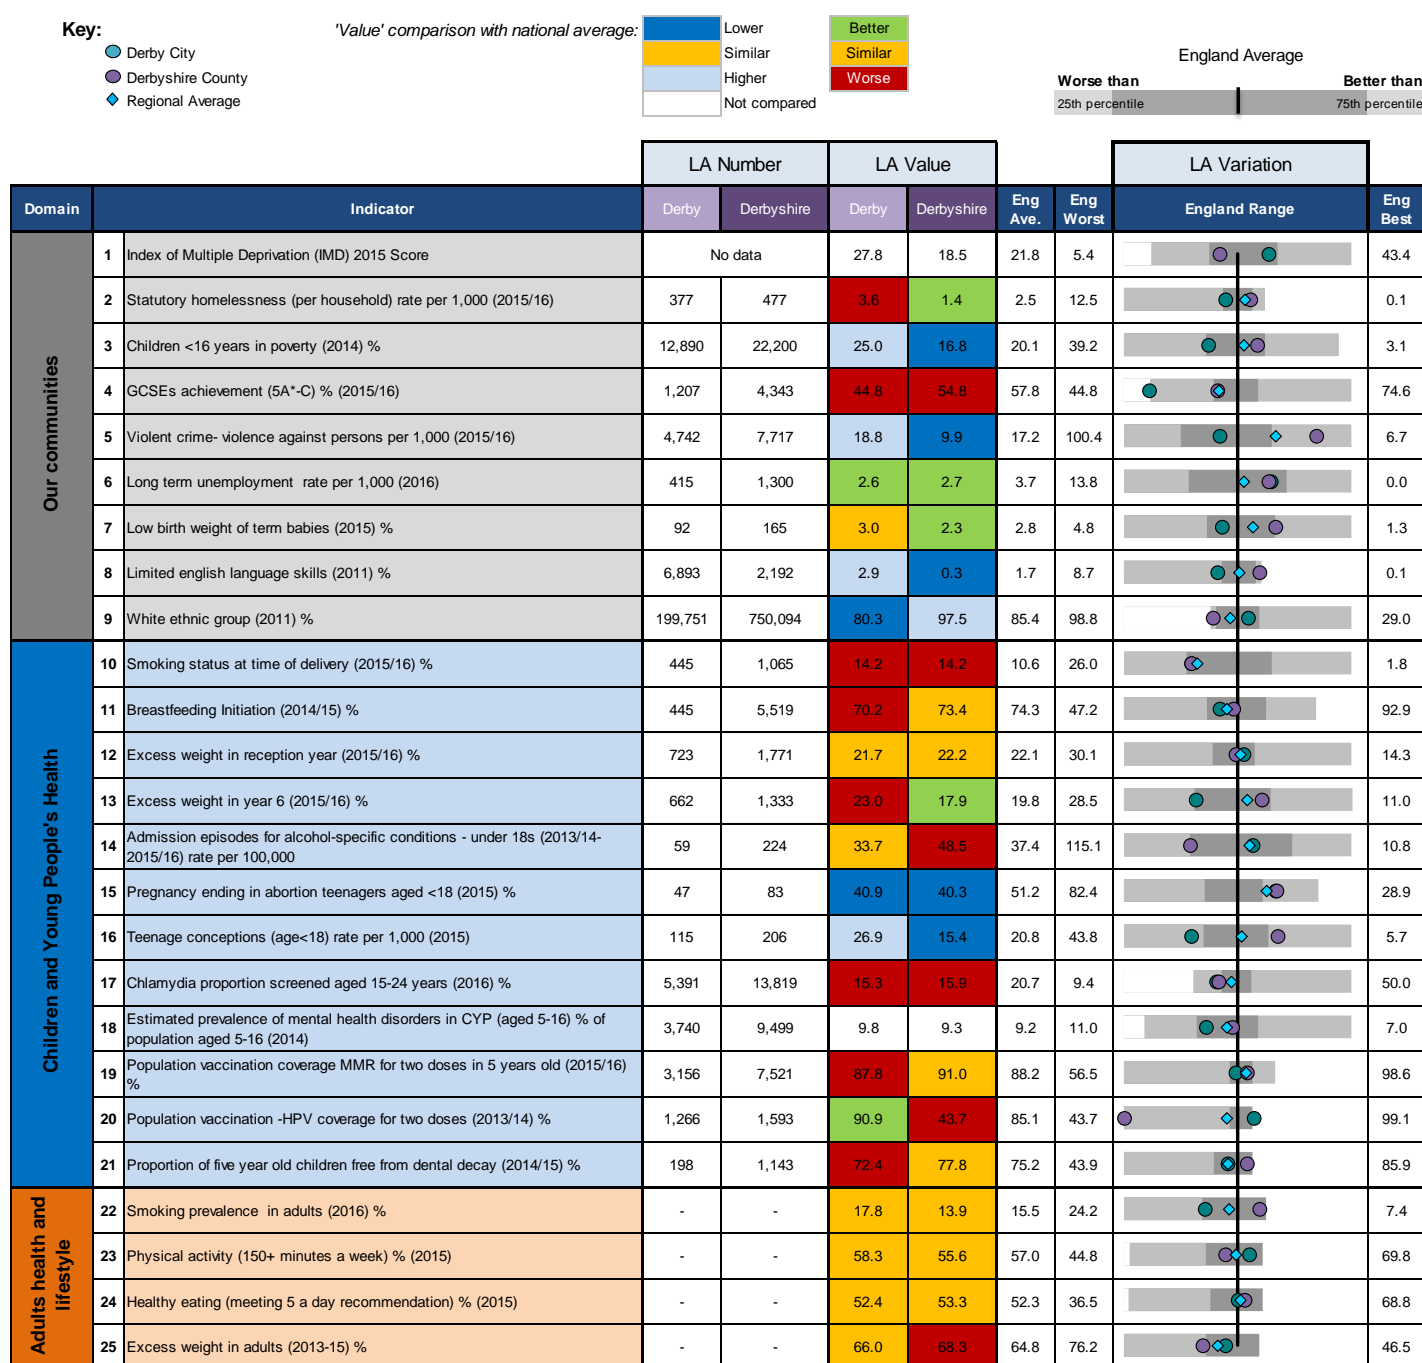 Key:
'Value' comparison with national average:
Lower
Better
Derby City
Similar
Similar
Derbyshire County
Higher
Worse
Regional Average
Not compared
England Average
Worse than
Better than
25th percentile
75th percentile
LA Number
LA Value
LA Variation
Domain
Indicator
Derby
Derbyshire
Derby
Derbyshire
Eng Ave.
Eng Worst
England Range
Eng Best
Our communities
1 Index of Multiple Deprivation (IMD) 2015 Score No data 27.8 18.5 21.8 5.4 43.4
2 Statutory homelessness (per household) rate per 1,000 (2015/16) 377 477 3.6 1.4 2.5 12.5 0.1
3 Children <16 years in poverty (2014) % 12,890 22,200 25.0 16.8 20.1 39.2 3.1
4 GCSEs achievement (5A*-C) % (2015/16) 1,207 4,343 44.8 54.8 57.8 44.8 74.6
5 Violent crime- violence against persons per 1,000 (2015/16) 4,742 7,717 18.8 9.9 17.2 100.4 6.7
6 Long term unemployment rate per 1,000 (2016) 415 1,300 2.6 2.7 3.7 13.8 0.0
7 Low birth weight of term babies (2015) % 92 165 3.0 2.3 2.8 4.8 1.3
8 Limited english language skills (2011) % 6,893 2,192 2.9 0.3 1.7 8.7 0.1
9 White ethnic group (2011) % 199,751 750,094 80.3 97.5 85.4 98.8 29.0
Children and Young People's Health
10 Smoking status at time of delivery (2015/16) % 445 1,065 14.2 14.2 10.6 26.0 1.8
11 Breastfeeding Initiation (2014/15) % 445 5,519 70.2 73.4 74.3 47.2 92.9
12 Excess weight in reception year (2015/16) % 723 1,771 21.7 22.2 22.1 30.1 14.3
13 Excess weight in year 6 (2015/16) % 662 1,333 23.0 17.9 19.8 28.5 11.0
14 Admission episodes for alcohol-specific conditions - under 18s (2013/14-
2015/16) rate per 100,000 59 224 33.7 48.5 37.4 115.1 10.8
15 Pregnancy ending in abortion teenagers aged <18 (2015) % 47 83 40.9 40.3 51.2 82.4 28.9
16 Teenage conceptions (age<18) rate per 1,000 (2015) 115 206 26.9 15.4 20.8 43.8 5.7
17 Chlamydia proportion screened aged 15-24 years (2016) % 5,391 13,819 15.3 15.9 20.7 9.4 50.0
18 Estimated prevalence of mental health disorders in CYP (aged 5-16) % of
population aged 5-16 (2014) 3,740 9,499 9.8 9.3 9.2 11.0 7.0
19 Population vaccination coverage MMR for two doses in 5 years old (2015/16)
% 3,156 7,521 87.8 91.0 88.2 56.5 98.6
20 Population vaccination -HPV coverage for two doses (2013/14) % 1,266 1,593 90.9 43.7 85.1 43.7 99.1
21 Proportion of five year old children free from dental decay (2014/15) % 198 1,143 72.4 77.8 75.2 43.9 85.9
Adults health and
lifestyle
22 Smoking prevalence in adults (2016) % - - 17.8 13.9 15.5 24.2 7.4
23 Physical activity (150+ minutes a week) % (2015) - - 58.3 55.6 57.0 44.8 69.8
24 Healthy eating (meeting 5 a day recommendation) % (2015) - - 52.4 53.3 52.3 36.5 68.8
25 Excess weight in adults (2013-15) % - - 66.0 68.3 64.8 76.2 46.5